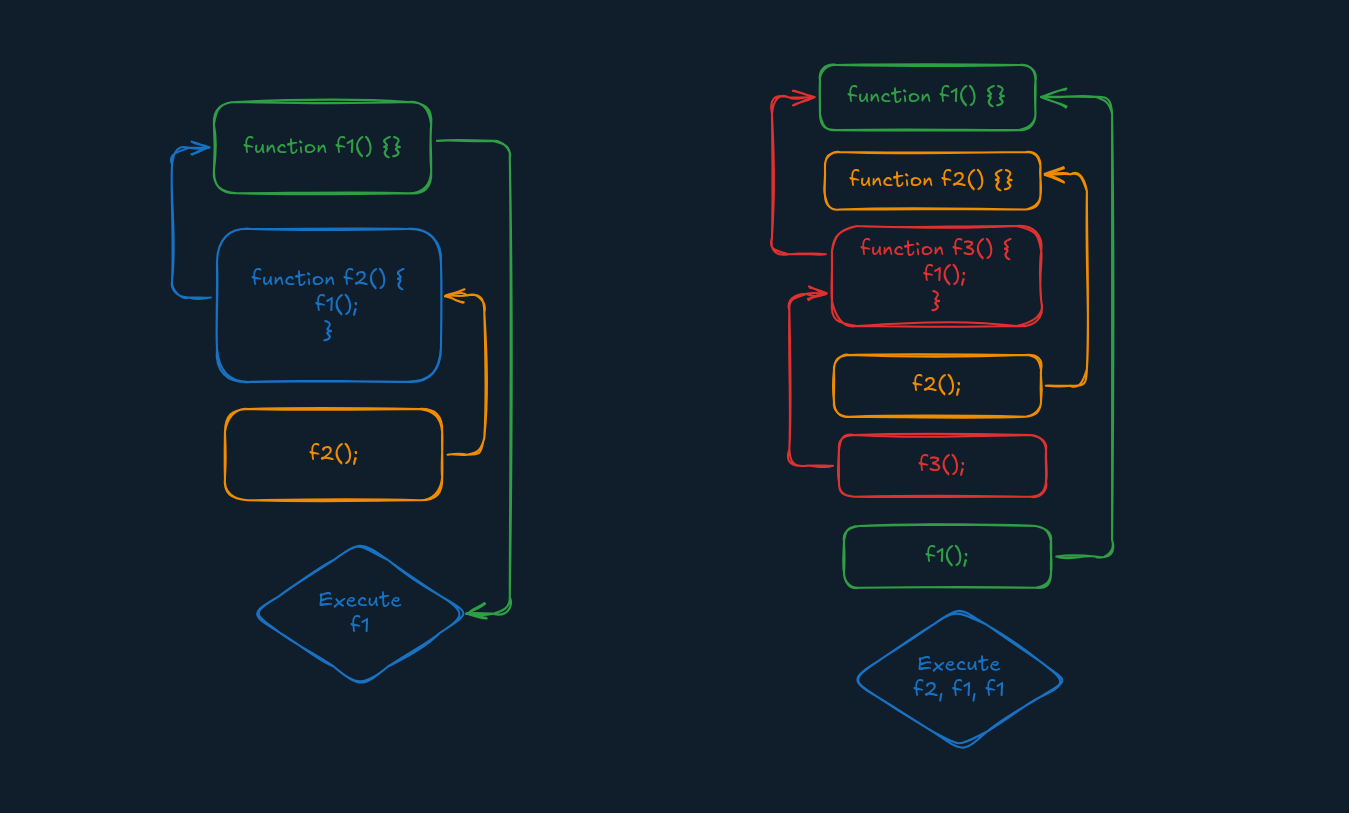 function f1() {}
function f2() {
f1();
}
f2();
Execute
f1
function f1() {}
function f2() {}
function f3() {
f1();
}
f2();
f3();
f1();
Execute
f2, f1, f1